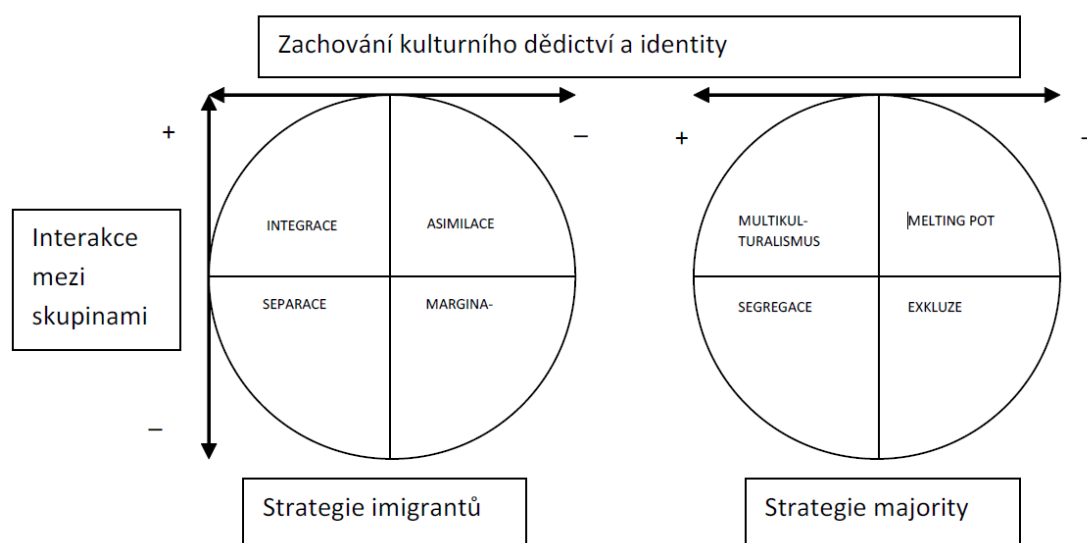 Zachování kulturního dědictví a identity
+
–
+
–
INTEGRACE
ASIMILACE
MULTIKUL-
TURALISMUS
MELTING POT
Interakce
mezi
skupinami
SEPARACE
MARGINA-
SEGREGACE
EXKLUZE
–
Strategie imigrantů
Strategie majority